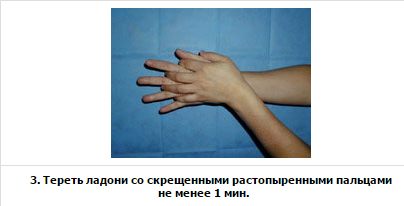 3. Тереть ладони со скрещенными растопыренными пальцами
не менее 1 мин.